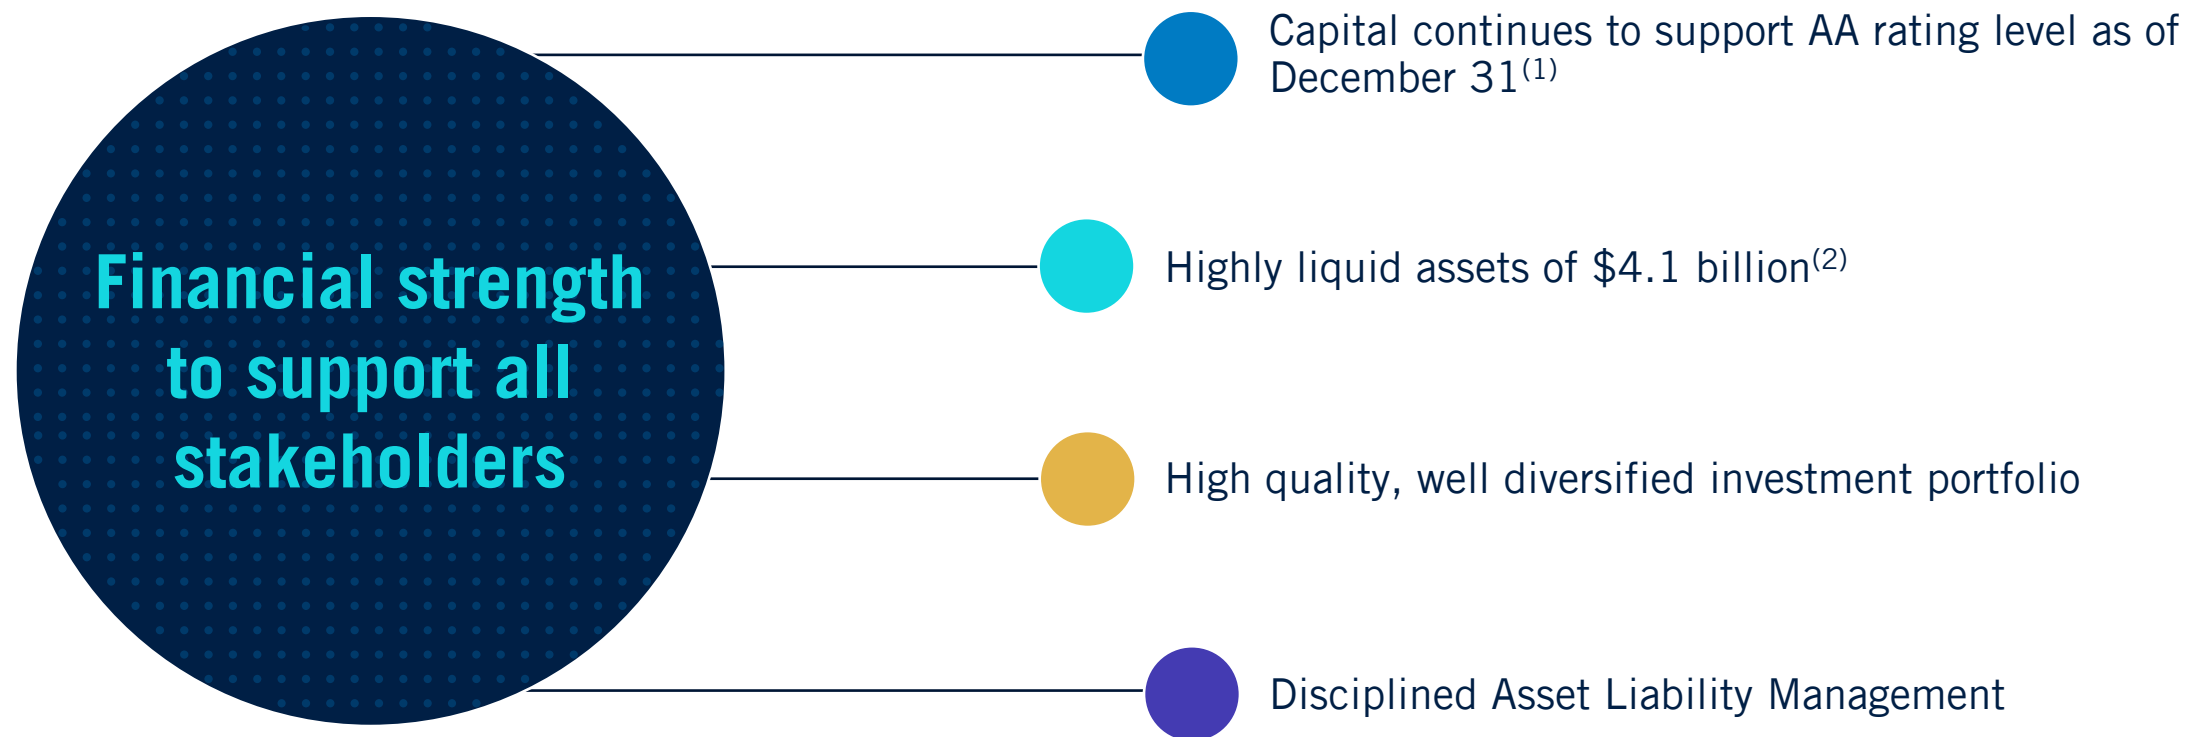 Financial strength
to support all
stakeholders
Capital continues to support AA rating level as of
December 31(1)
Highly liquid assets of $4.1 billion(2)
High quality, well diversified investment portfolio
Disciplined Asset Liability Management